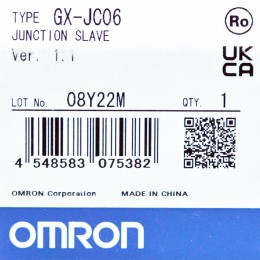 TYPE GX-JC06
JUNCTION SLAVE
Ver. 1.1
Ro
UK
CA
LOT No. 08Y22M QTY. 1
4 548583 075382
OMRON Corporation MADE IN CHINA
OMRON